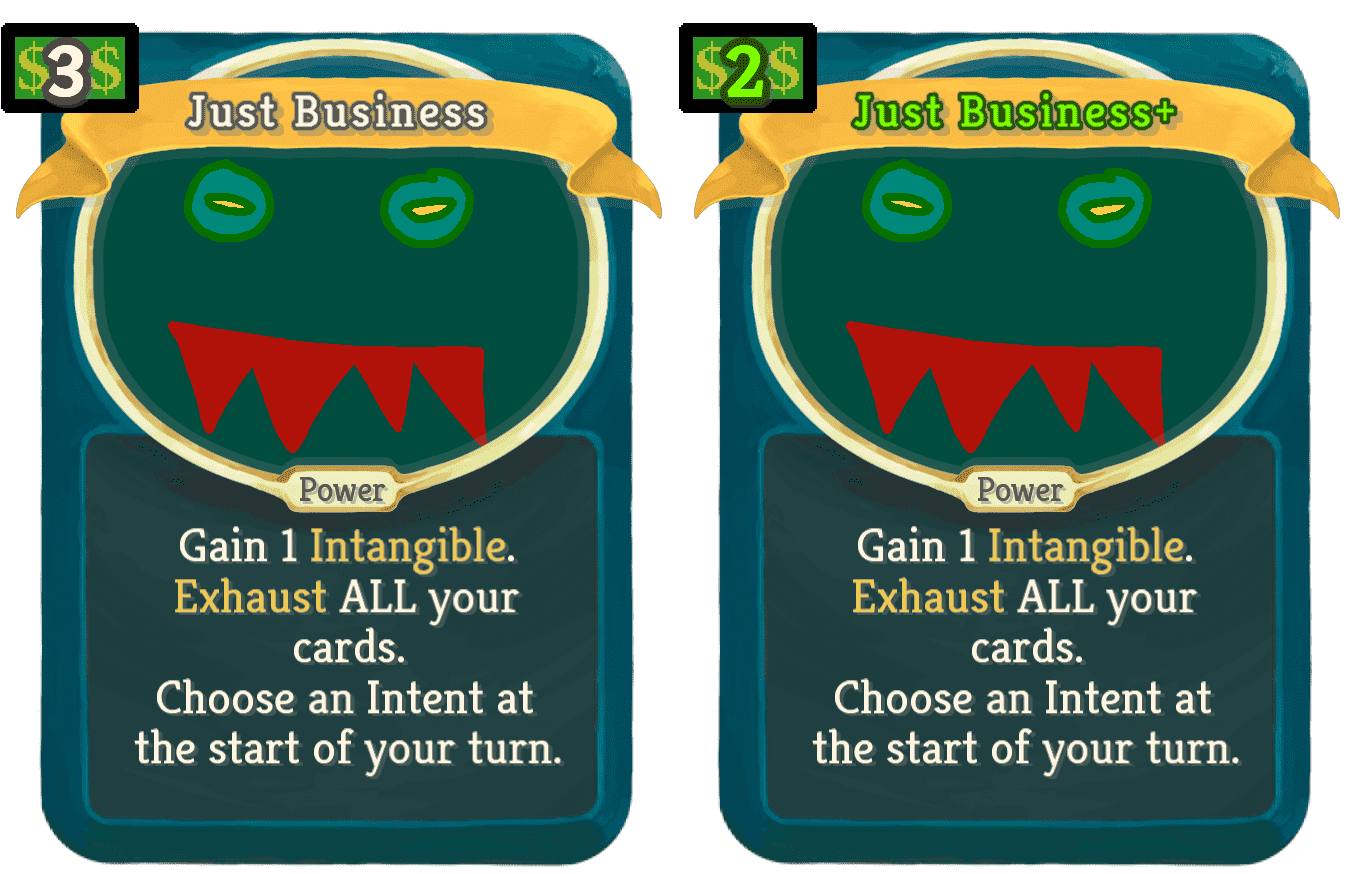 $3$
Just Business
Power
Gain 1 Intangible.
Exhaust ALL your
cards.
Choose an Intent at
the start of your turn.
$2$
Just Business+
Power
Gain 1 Intangible.
Exhaust ALL your
cards.
Choose an Intent at
the start of your turn.